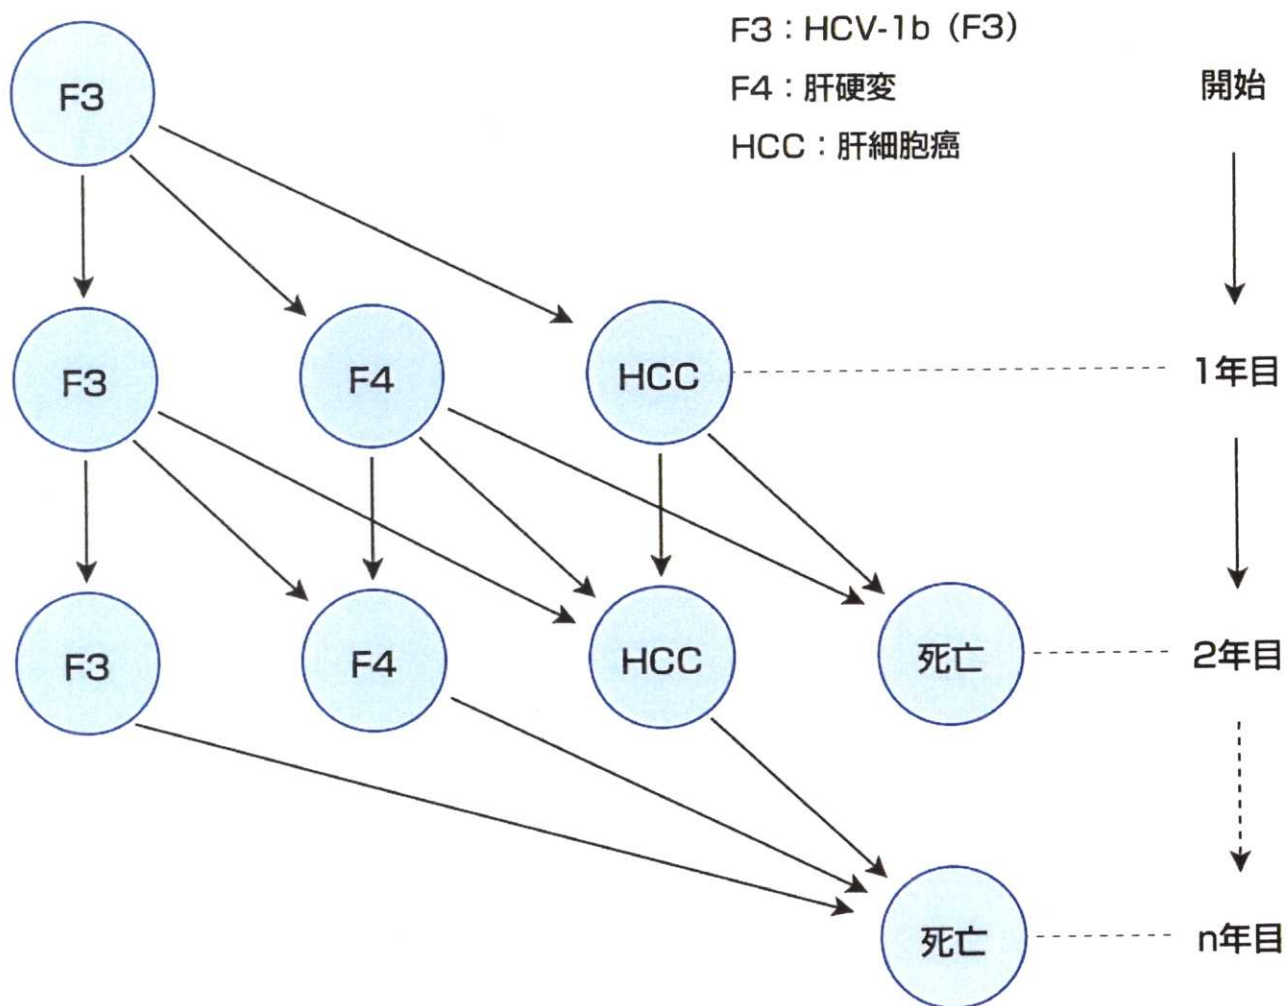 F3：HCV-1b（F3）
F4：肝硬変
HCC：肝細胞癌
F3
開始
F3
F4
HCC
1年目
F3
F4
HCC
死亡
2年目
死亡
n年目